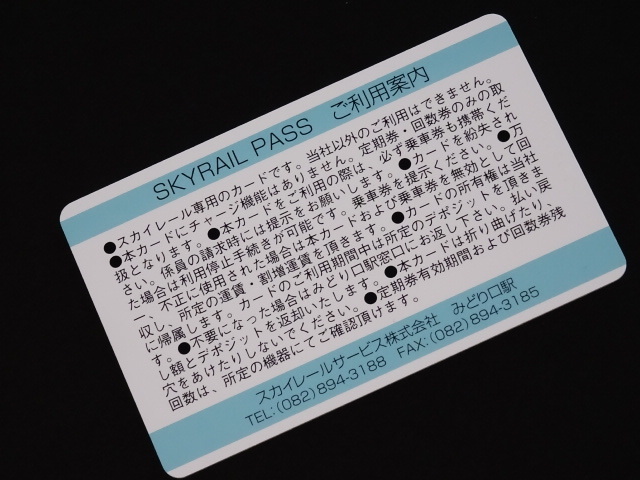 SKYRAIL PASS ご利用案内
●スカイレール専用のカードです。当社以外のご利用はできません。
●本カードにチャージ機能はありません。定期券・回数券のみの取
扱となります。●本カードをご利用の際は、必ず乗車券も携帯くだ
さい。係員の請求時には提示をお願いします。●カードを紛失され
た場合は利用停止手続きが可能です。乗車券を提示ください。●万
一、不正に使用された場合は本カードおよび乗車券を無効として回
収し、所定の運賃・割増運賃を頂きます。●カードの所有権は当社
に帰属します。カードのご利用期間中は所定のデポジットを頂きま
す。●不要になった場合はみどり口駅窓口にお返し下さい。払い戻
し額とデポジットを返却いたします。●本カードは折り曲げたり、
穴をあけたりしないでください。●定期券有効期間および回数券残
回数は、所定の機器にてご確認頂けます。
スカイレールサービス株式会社 みどり口駅
TEL:(082)894-3188 FAX:(082)894-3185